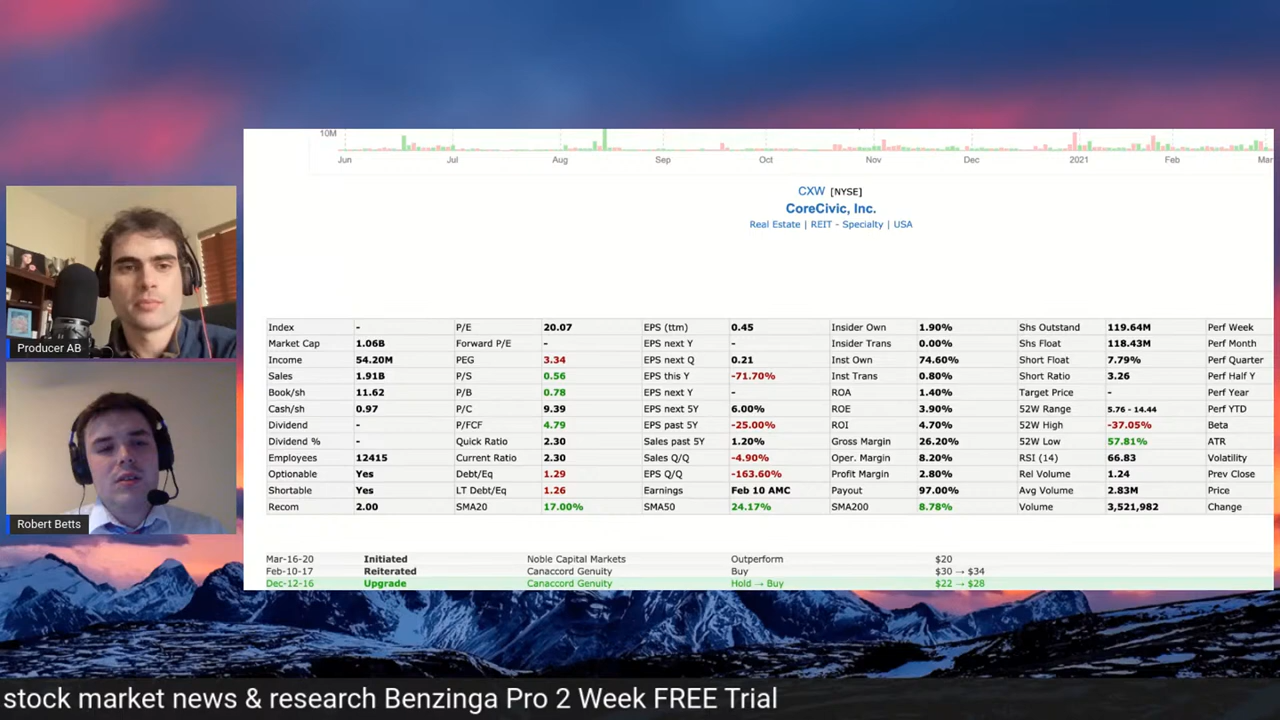 10M
Jun Jul Aug Sep Oct Nov Dec 2021 Feb Mar
CXW [NYSE]
CoreCivic, Inc.
Real Estate | REIT - Specialty | USA
Index - P/E 20.07 EPS (ttm) 0.45 Insider Own 1.90% Shs Outstand 119.64M Perf Week
Market Cap 1.06B Forward P/E - EPS next Y - Insider Trans 0.00% Shs Float 118.43M Perf Month
Income 54.20M PEG 3.34 EPS next Q 0.21 Inst Own 74.60% Short Float 7.79% Perf Quarter
Sales 1.91B P/S 0.56 EPS this Y -71.70% Inst Trans 0.80% Short Ratio 3.26 Perf Half Y
Book/sh 11.62 P/B 0.78 EPS next Y - ROA 1.40% Target Price - Perf Year
Cash/sh 0.97 P/C 9.39 EPS next 5Y 6.00% ROE 3.90% 52W Range 5.76 - 14.44 Perf YTD
Dividend - P/FCF 4.79 EPS past 5Y -25.00% ROI 4.70% 52W High -37.05% Beta
Dividend % - Quick Ratio 2.30 Sales past 5Y 1.20% Gross Margin 26.20% 52W Low 57.81% ATR
Employees 12415 Current Ratio 2.30 Sales Q/Q -4.90% Oper. Margin 8.20% RSI (14) 66.83 Volatility
Optionable Yes Debt/Eq 1.29 EPS Q/Q -163.60% Profit Margin 2.80% Rel Volume 1.24 Prev Close
Shortable Yes LT Debt/Eq 1.26 Earnings Feb 10 AMC Payout 97.00% Avg Volume 2.83M Price
Recom 2.00 SMA20 17.00% SMA50 24.17% SMA200 8.78% Volume 3,521,982 Change
Mar-16-20 Initiated Noble Capital Markets Outperform $20
Feb-10-17 Reiterated Canaccord Genuity Buy $30 → $34
Dec-12-16 Upgrade Canaccord Genuity Hold → Buy $22 → $28
Producer AB
Robert Betts
stock market news & research Benzinga Pro 2 Week FREE Trial